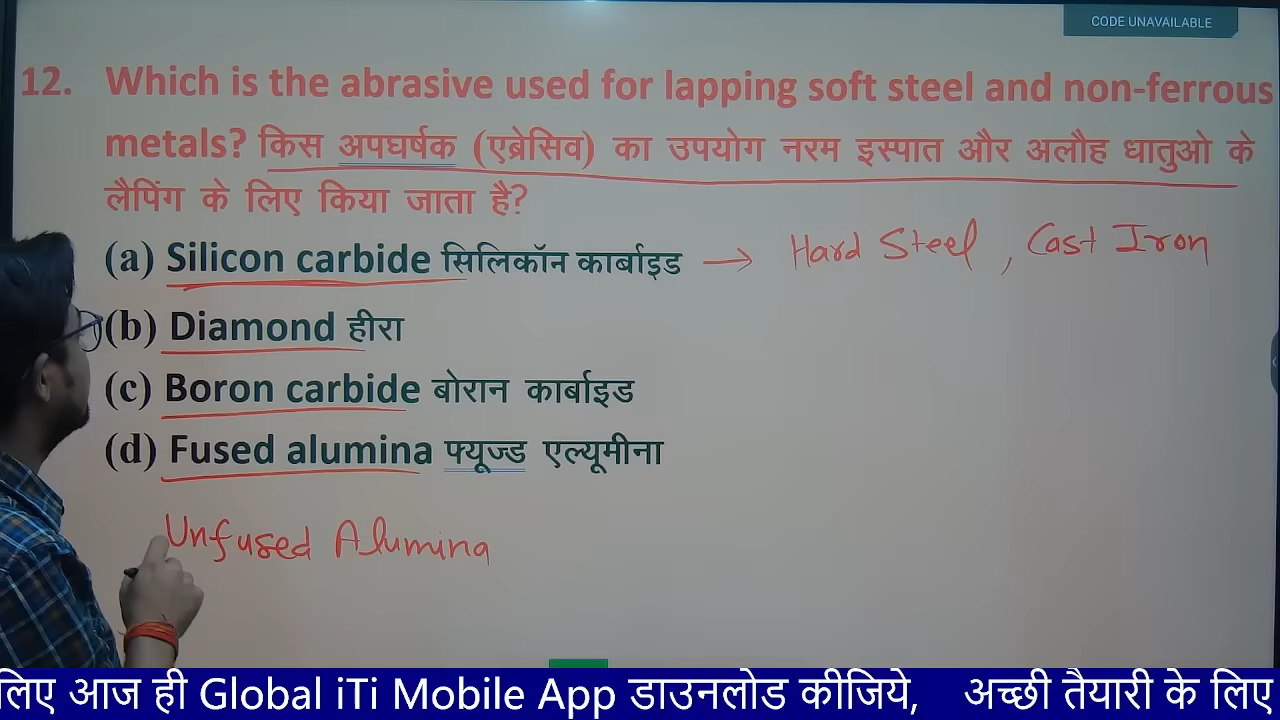 CODE UNAVAILABLE
12. Which is the abrasive used for lapping soft steel and non-ferrous
metals? किस अपघर्षक (एब्रेसिव) का उपयोग नरम इस्पात और अलौह धातुओ के
लैपिंग के लिए किया जाता है?
(a) Silicon carbide सिलिकॉन कार्बाइड → Hard Steel, Cast Iron
(b) Diamond हीरा
(c) Boron carbide बोरान कार्बाइड
(d) Fused alumina फ्यूज्ड एल्यूमीना
Unfused Alumina
लिए आज ही Global iTi Mobile App डाउनलोड कीजिये, अच्छी तैयारी के लिए